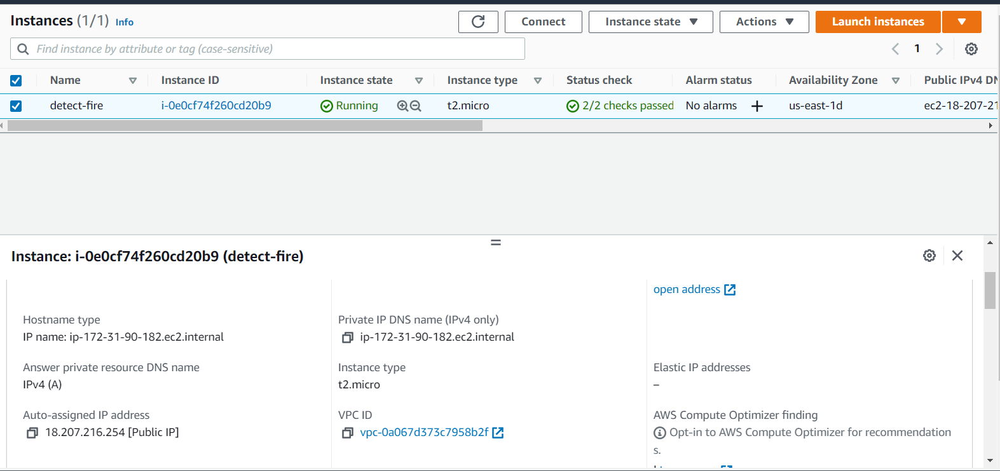 Instances (1/1) Info
Connect
Instance state
Actions
Launch instances
Find instance by attribute or tag (case-sensitive)
1
Name Instance ID Instance state Instance type Status check Alarm status Availability Zone Public IPv4 DN
detect-fire i-0e0cf74f260cd20b9 Running t2.micro 2/2 checks passed No alarms us-east-1d ec2-18-207-21
Instance: i-0e0cf74f260cd20b9 (detect-fire)
open address
Hostname type
IP name: ip-172-31-90-182.ec2.internal
Private IP DNS name (IPv4 only)
ip-172-31-90-182.ec2.internal
Answer private resource DNS name
IPv4 (A)
Instance type
t2.micro
Elastic IP addresses
–
Auto-assigned IP address
18.207.216.254 [Public IP]
VPC ID
vpc-0a067d373c7958b2f
AWS Compute Optimizer finding
Opt-in to AWS Compute Optimizer for recommendation
s.